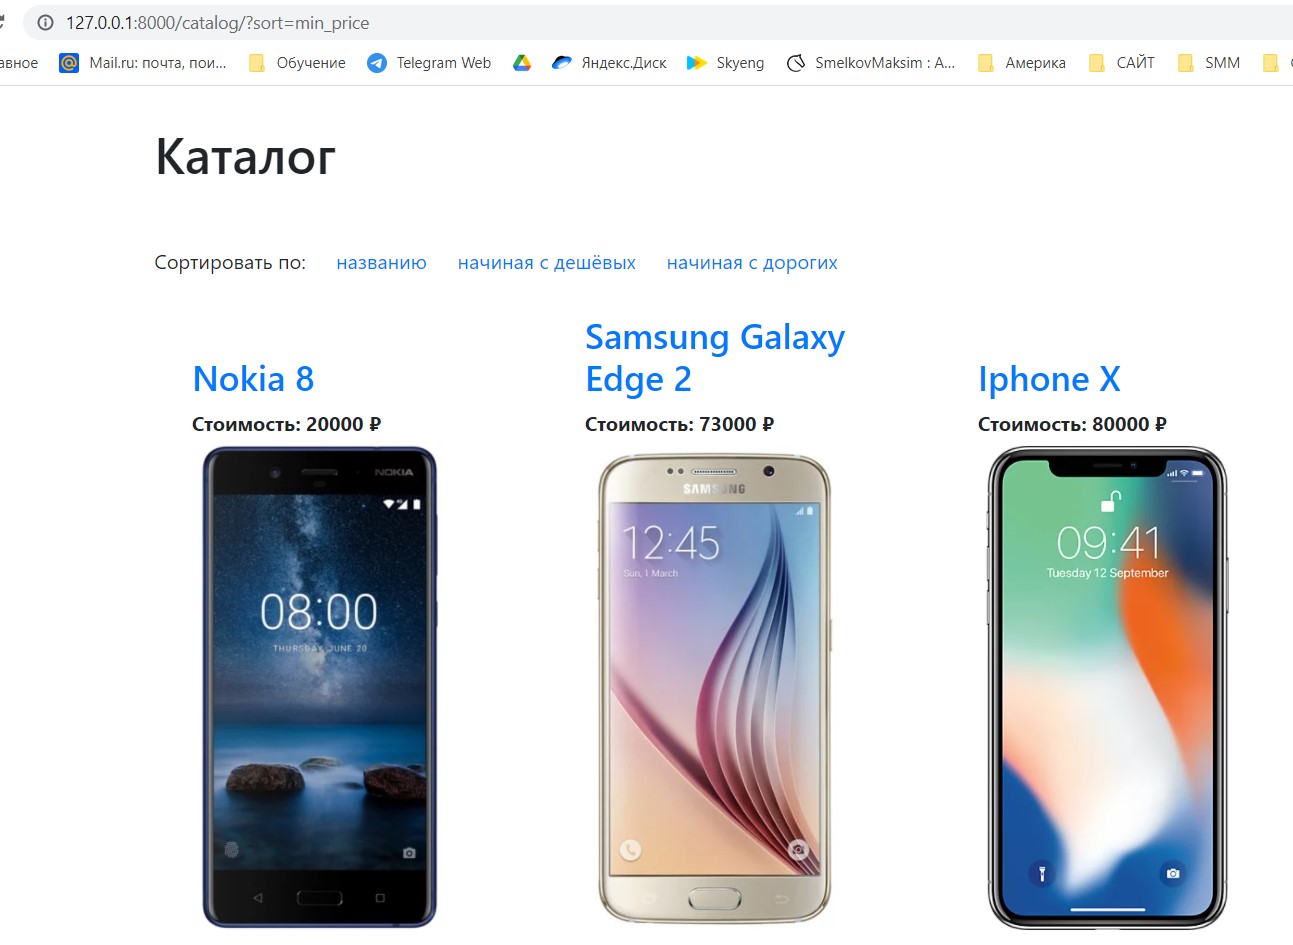 127.0.0.1:8000/catalog/?sort=min_price
авное Mail.ru: почта, пои... Обучение Telegram Web Яндекс.Диск Skyeng SmelkovMaksim : A... Америка САЙТ SMM
Каталог
Сортировать по: названию начиная с дешёвых начиная с дорогих
Nokia 8
Стоимость: 20000 ₽
NOKIA
08:00
THURSDAY, JUNE 20
Samsung Galaxy
Edge 2
Стоимость: 73000 ₽
SAMSUNG
12:45
Sun, 1 March
Iphone X
Стоимость: 80000 ₽
09:41
Tuesday 12 September